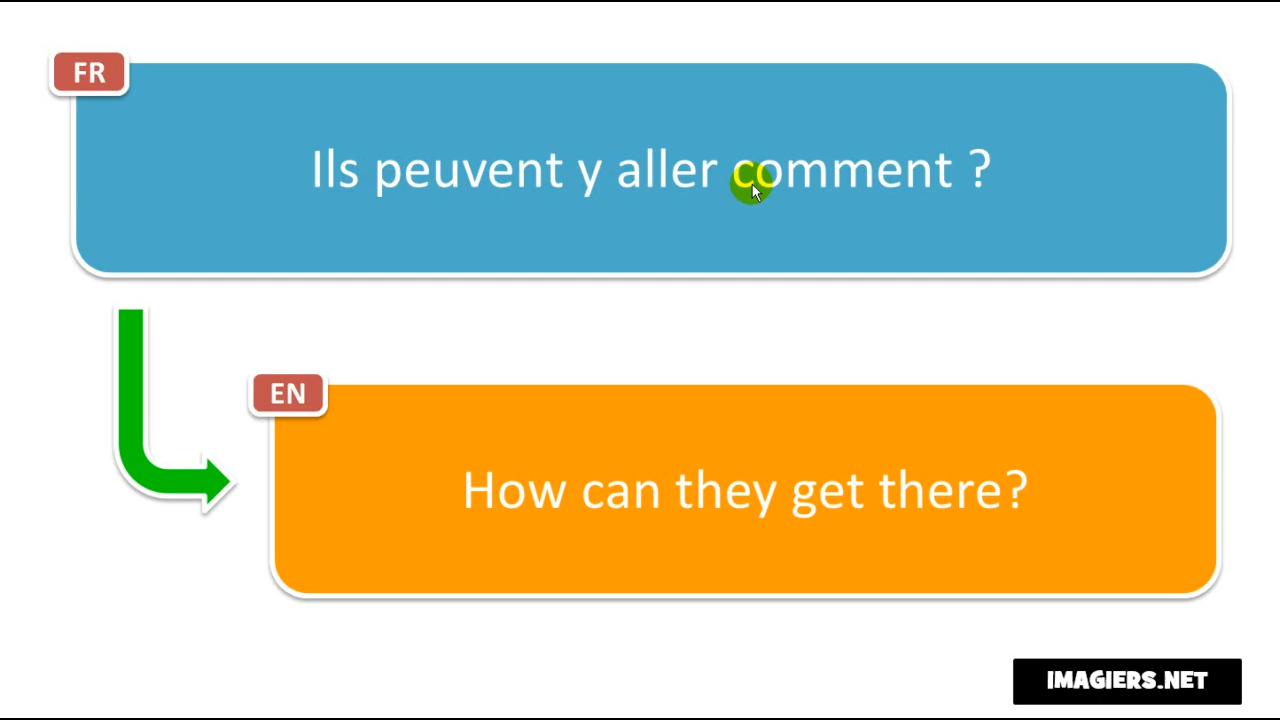 FR
Ils peuvent y aller comment ?
EN
How can they get there?
IMAGIERS.NET